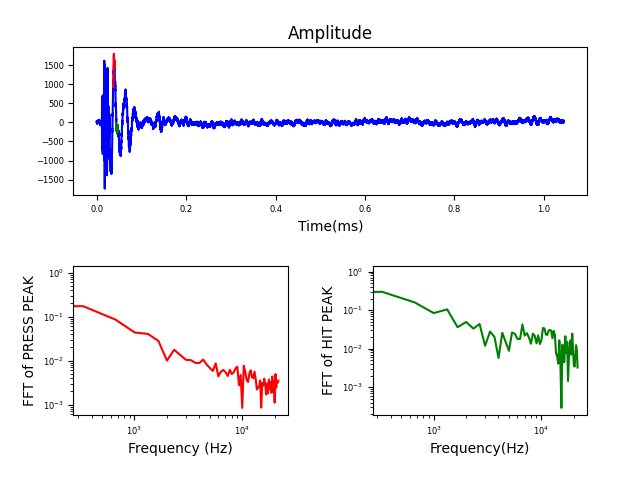 Amplitude
1500
1000
500
0
−500
−1000
−1500
0.0 0.2 0.4 0.6 0.8 1.0
Time(ms)
FFT of PRESS PEAK
10⁰
10⁻¹
10⁻²
10⁻³
10³ 10⁴
Frequency (Hz)
FFT of HIT PEAK
10⁰
10⁻¹
10⁻²
10⁻³
10³ 10⁴
Frequency(Hz)